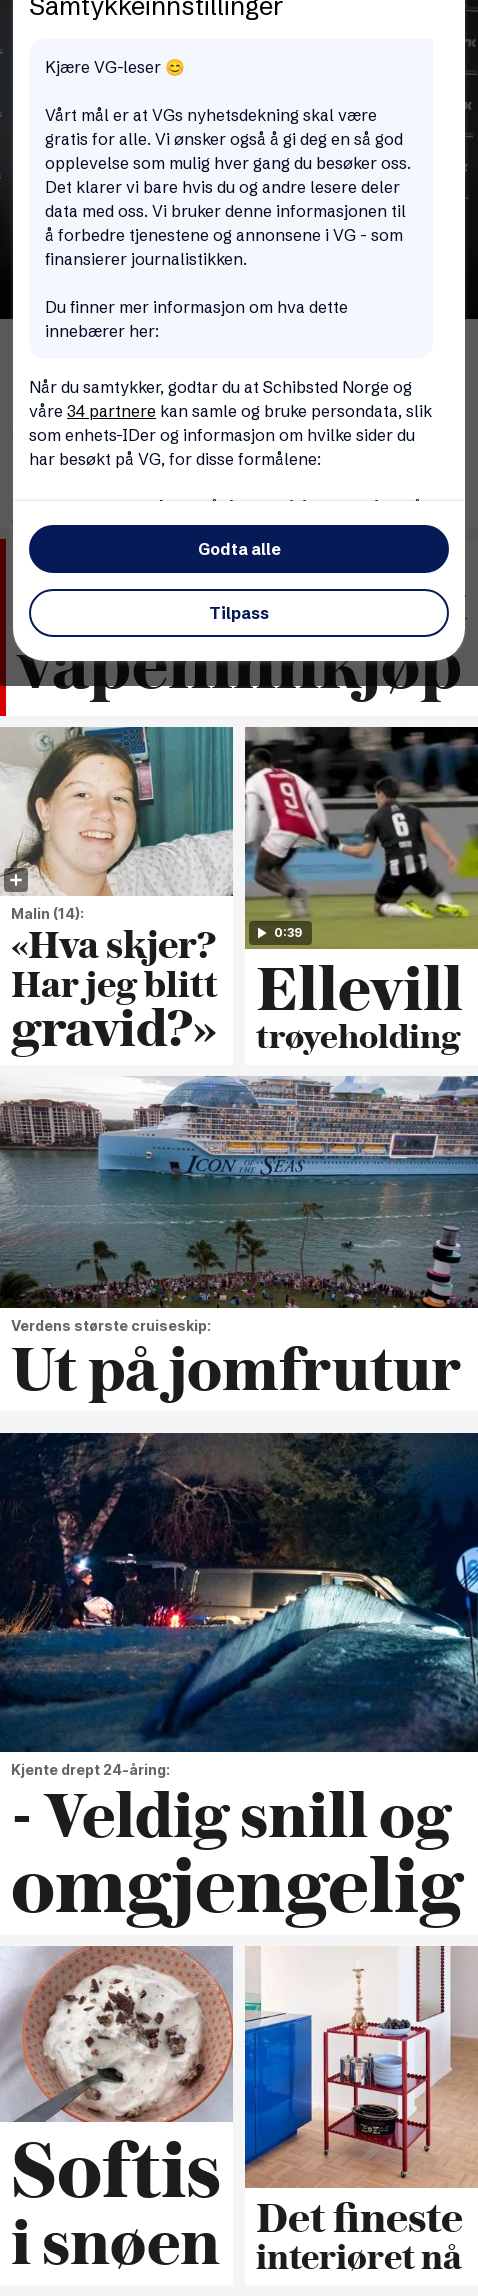 Samtykkeinnstillinger
Kjære VG-leser 😊
Vårt mål er at VGs nyhetsdekning skal være
gratis for alle. Vi ønsker også å gi deg en så god
opplevelse som mulig hver gang du besøker oss.
Det klarer vi bare hvis du og andre lesere deler
data med oss. Vi bruker denne informasjonen til
å forbedre tjenestene og annonsene i VG - som
finansierer journalistikken.
Du finner mer informasjon om hva dette
innebærer her:
Når du samtykker, godtar du at Schibsted Norge og
våre 34 partnere kan samle og bruke persondata, slik
som enhets-IDer og informasjon om hvilke sider du
har besøkt på VG, for disse formålene:
Godta alle
Tilpass
våpeninnkjøp
9
6
0:39
Malin (14):
«Hva skjer?
Har jeg blitt
gravid?»
Ellevill
trøyeholding
ICON OF THE SEAS
Verdens største cruiseskip:
Ut på jomfrutur
Kjente drept 24-åring:
- Veldig snill og
omgjengelig
Softis
i snøen
Det fineste
interiøret nå